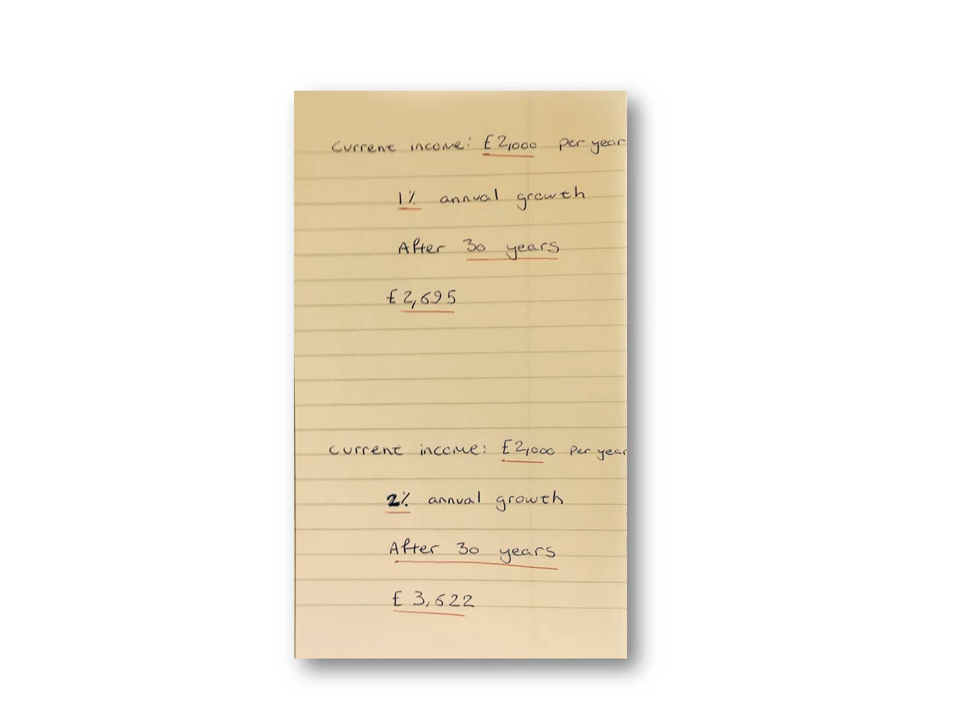 Current income: £2,000 per year
1% annual growth
After 30 years
£2,695
Current income: £2,000 per year
2% annual growth
After 30 years
£3,622